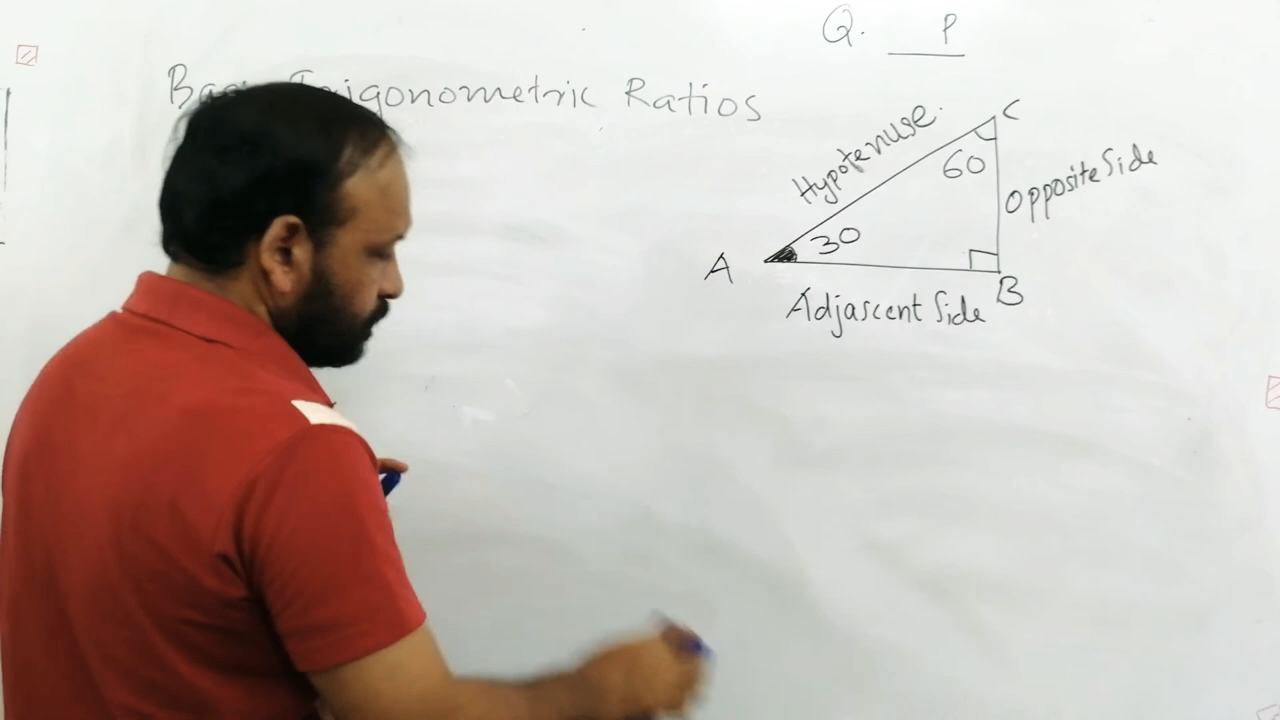 Q. P
Trigonometric Ratios
C
Hypotenuse
60
Opposite Side
30
A
B
Adjascent Side